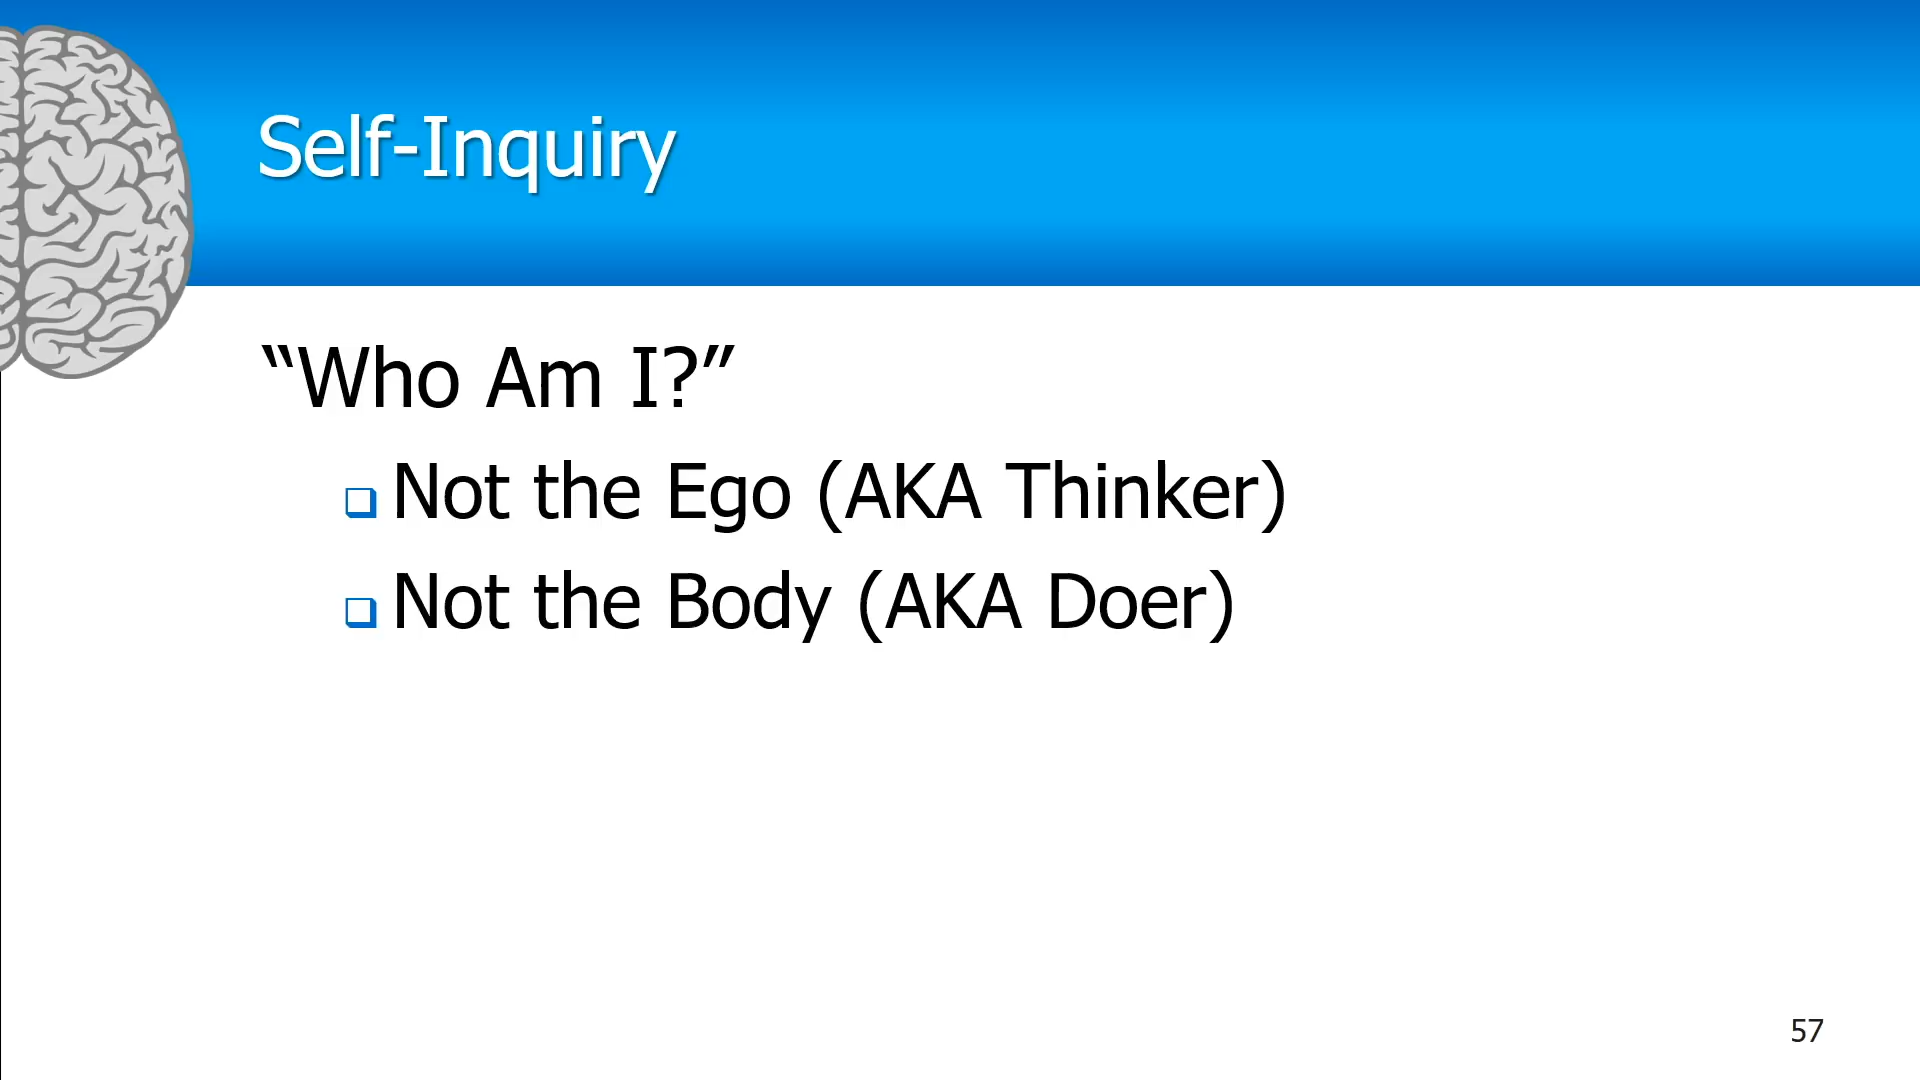 Self-Inquiry
“Who Am I?”
Not the Ego (AKA Thinker)
Not the Body (AKA Doer)
57